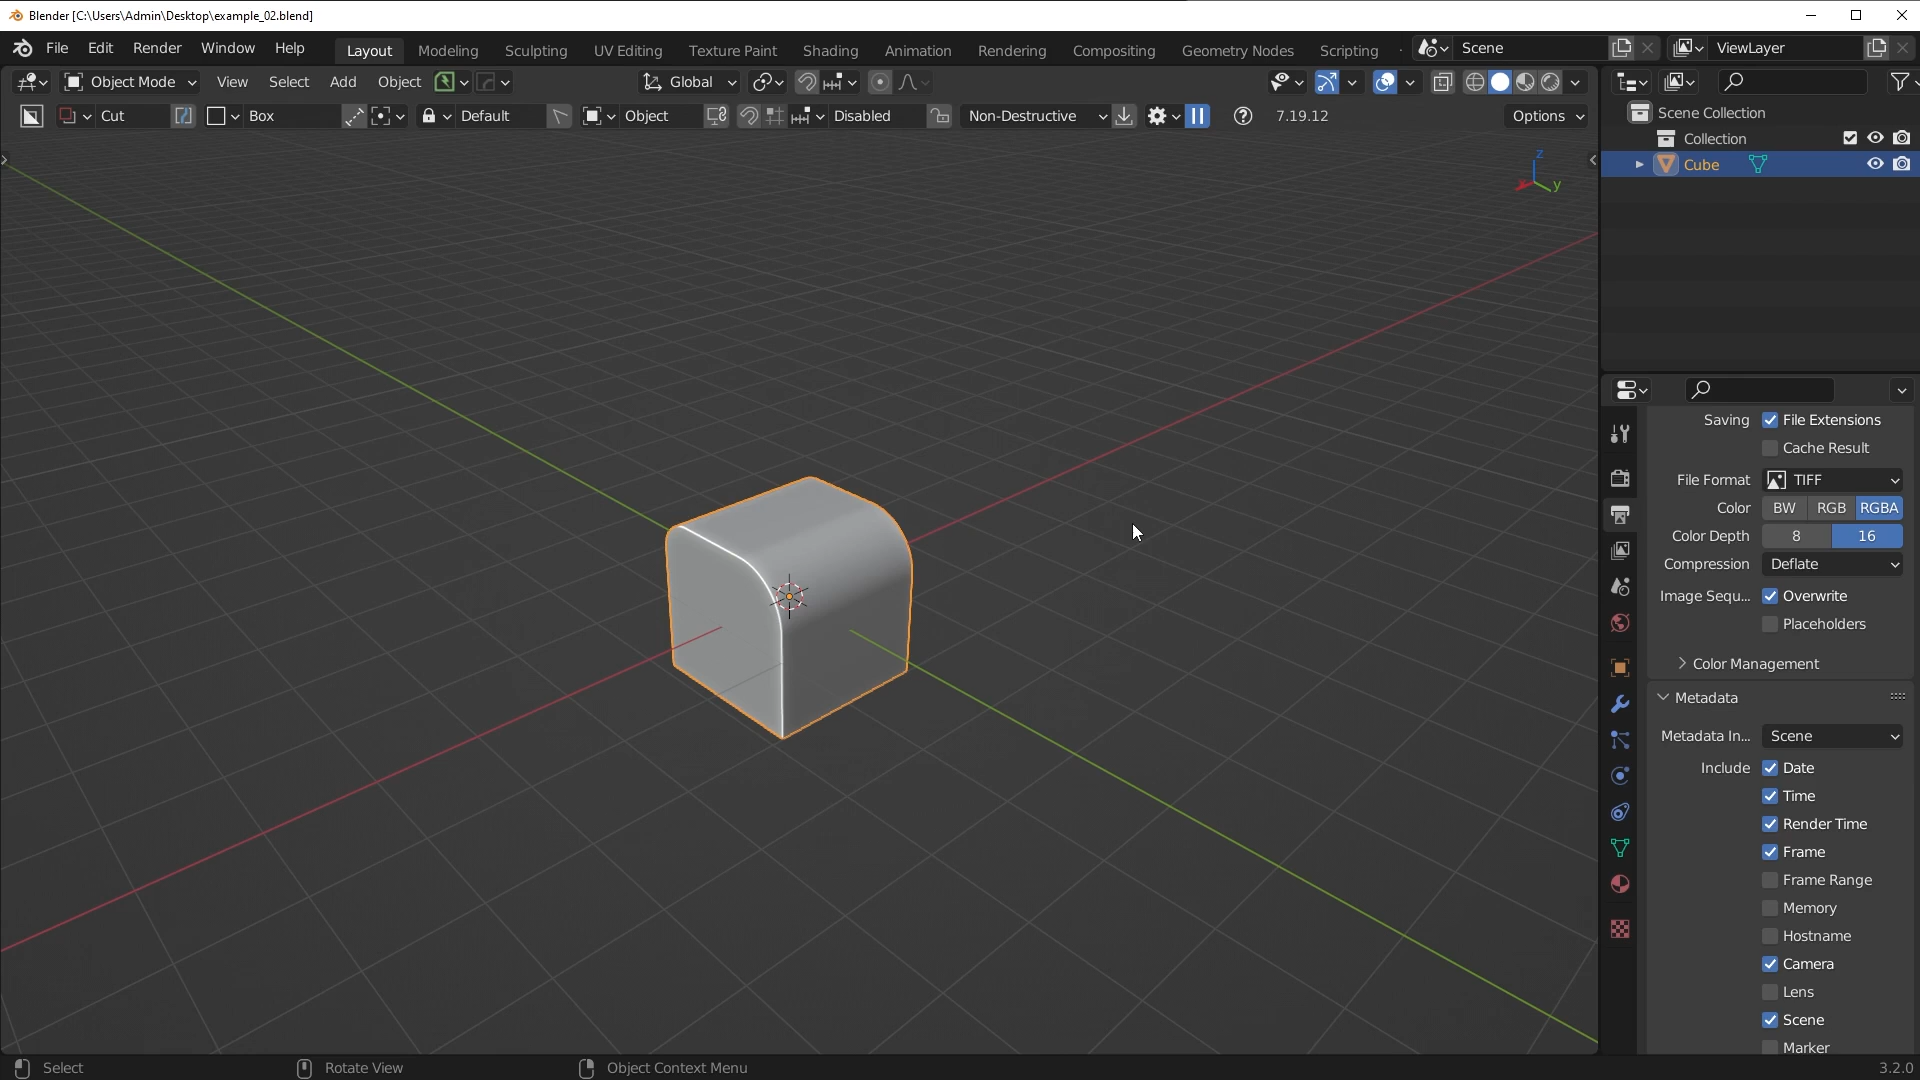 Blender [C:\Users\Admin\Desktop\example_02.blend]
File Edit Render Window Help Layout Modeling Sculpting UV Editing Texture Paint Shading Animation Rendering Compositing Geometry Nodes Scripting Scene ViewLayer
Object Mode View Select Add Object Global
Cut Box Default Object Disabled Non-Destructive 7.19.12 Options
z
x y
Scene Collection
Collection
Cube
Saving File Extensions
Cache Result
File Format TIFF
Color BW RGB RGBA
Color Depth 8 16
Compression Deflate
Image Sequ... Overwrite
Placeholders
Color Management
Metadata
Metadata In... Scene
Include Date
Time
Render Time
Frame
Frame Range
Memory
Hostname
Camera
Lens
Scene
Marker
Select Rotate View Object Context Menu 3.2.0